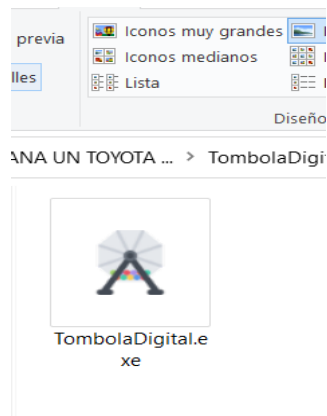 previa
Iconos muy grandes
Iconos medianos
lles
Lista
Diseño
ANA UN TOYOTA ... > TombolaDigit
TombolaDigital.e
xe